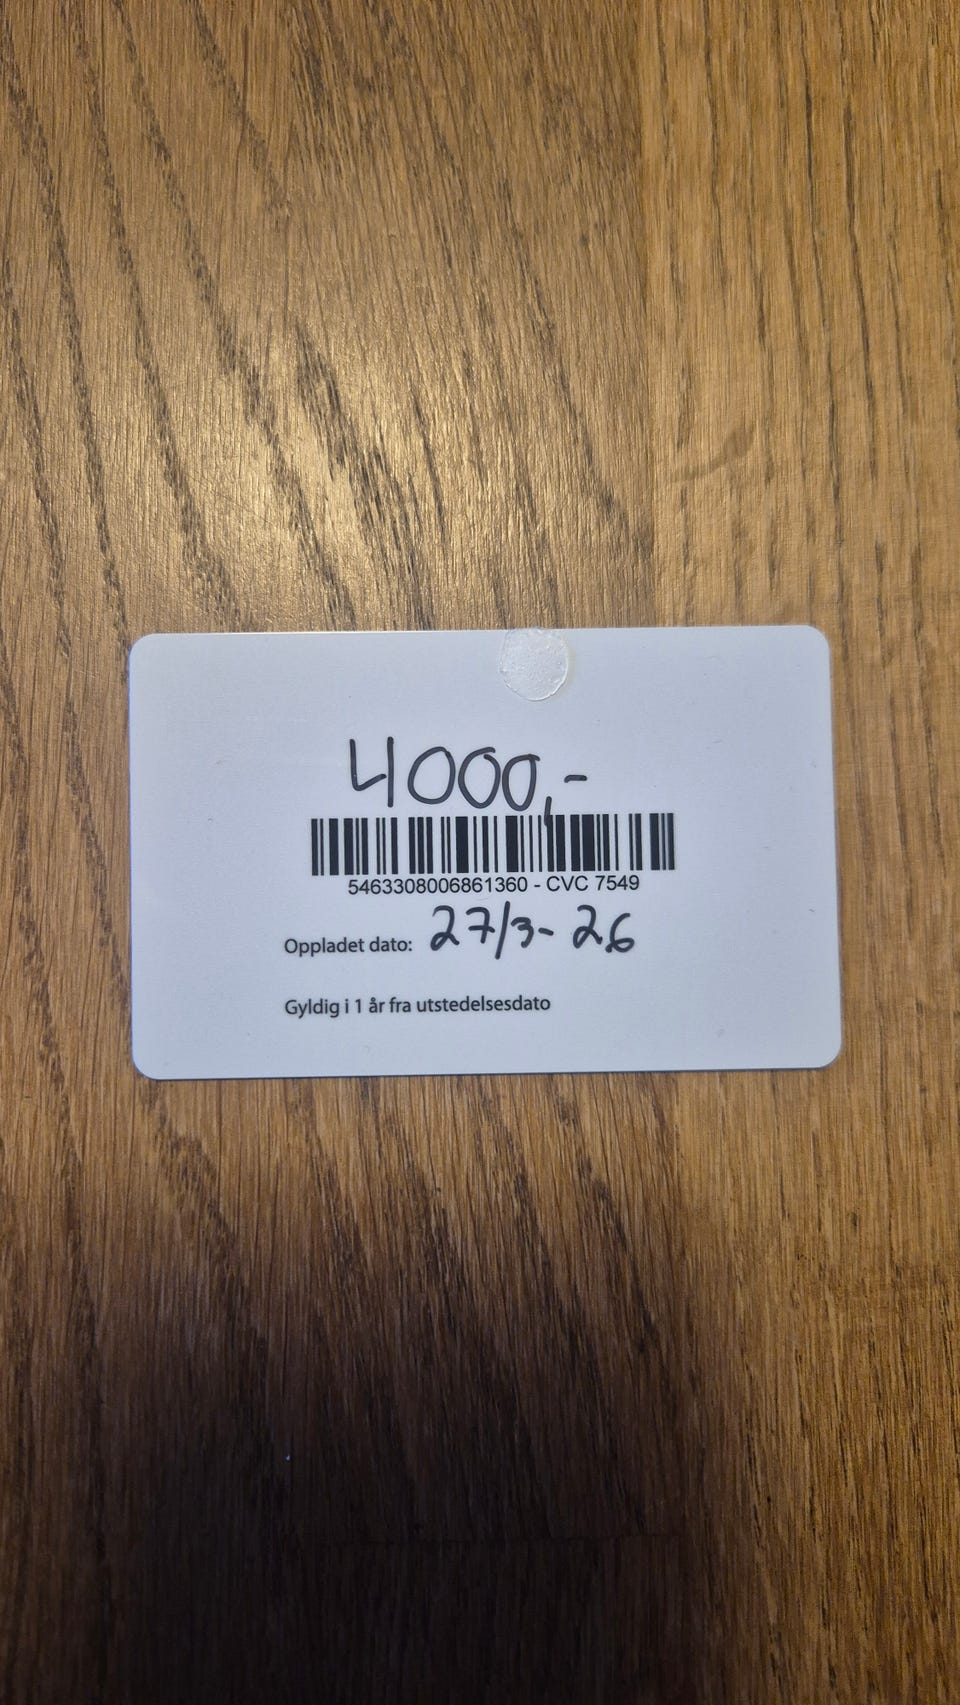 4000,-
5463308006861360 - CVC 7549
Oppladet dato: 27/3-26
Gyldig i 1 år fra utstedelsesdato